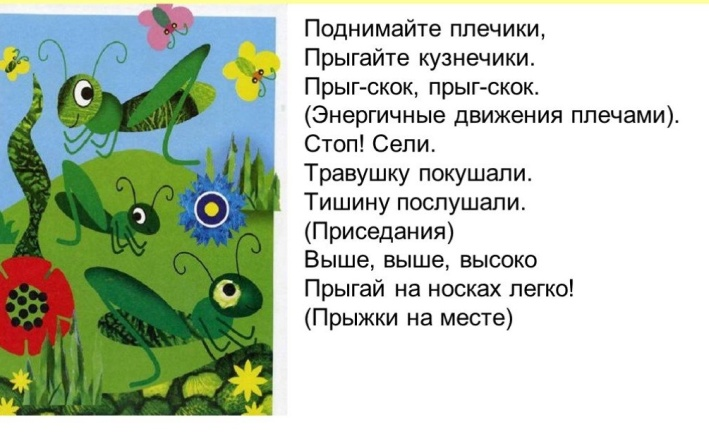 Поднимайте плечики,
Прыгайте кузнечики.
Прыг-скок, прыг-скок.
(Энергичные движения плечами).
Стоп! Сели.
Травушку покушали.
Тишину послушали.
(Приседания)
Выше, выше, высоко
Прыгай на носках легко!
(Прыжки на месте)